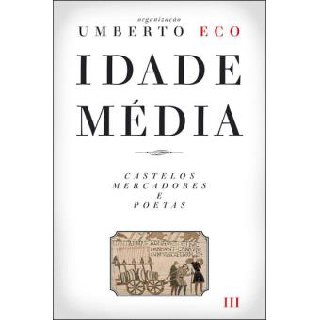 organização
UMBERTO ECO
IDADE
MÉDIA
CASTELOS
MERCADORES
E
POETAS
III